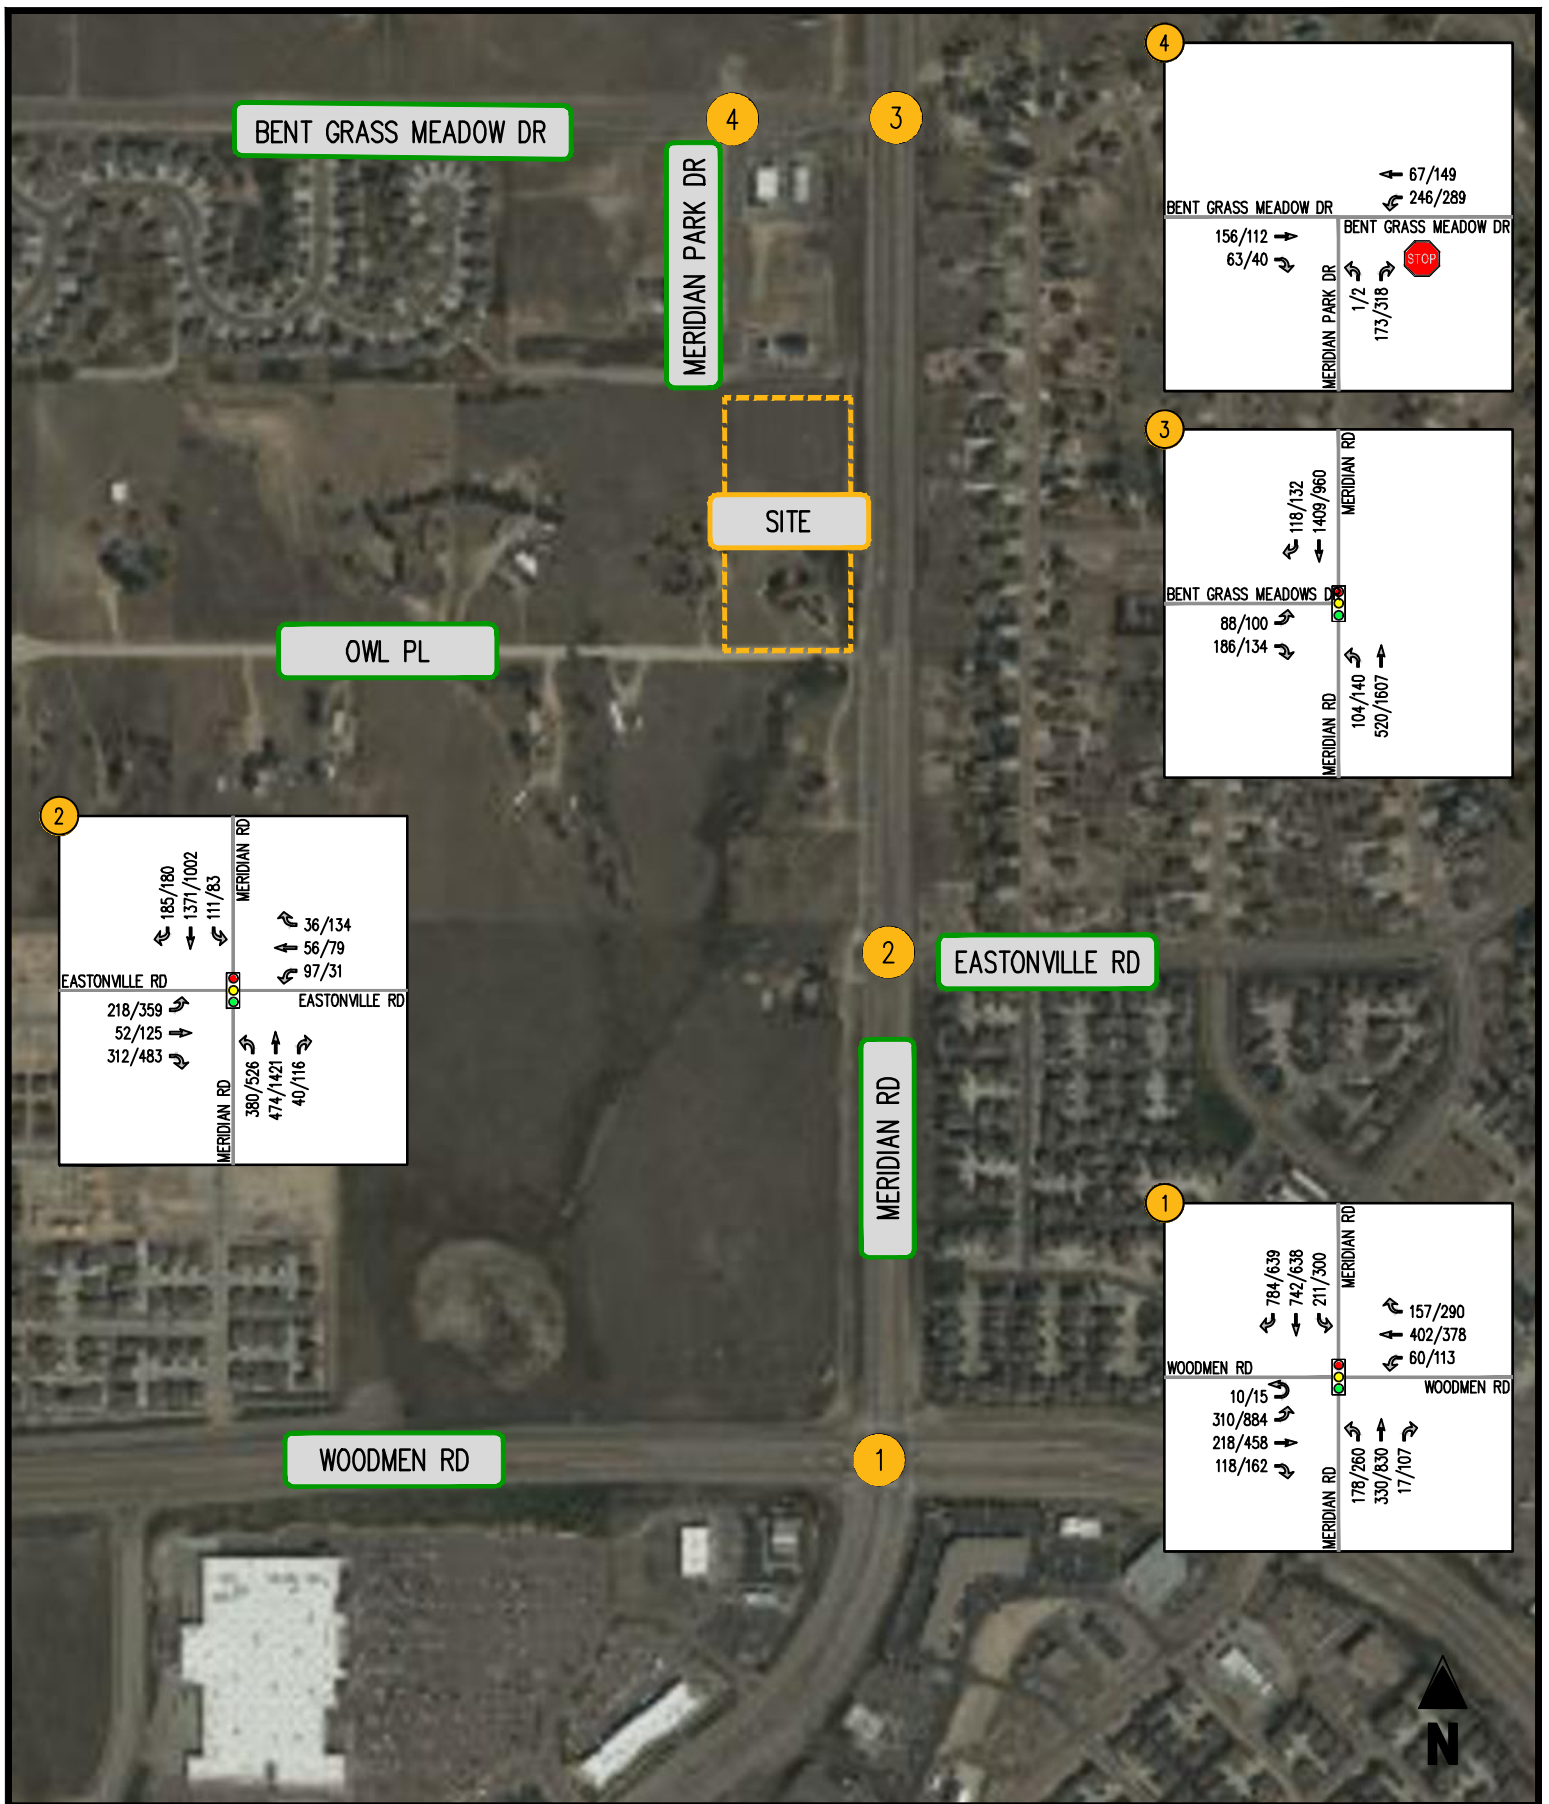 4
BENT GRASS MEADOW DR
4
3
MERIDIAN PARK DR
67/149
246/289
BENT GRASS MEADOW DR
BENT GRASS MEADOW DR
156/112
63/40
STOP
1/2
173/318
MERIDIAN PARK DR
3
MERIDIAN RD
118/132
1409/960
BENT GRASS MEADOWS DR
88/100
186/134
104/140
520/1607
MERIDIAN RD
SITE
OWL PL
2
MERIDIAN RD
185/180
1371/1002
111/83
36/134
56/79
97/31
EASTONVILLE RD
EASTONVILLE RD
218/359
52/125
312/483
380/526
474/1421
40/116
MERIDIAN RD
2
EASTONVILLE RD
MERIDIAN RD
1
MERIDIAN RD
784/639
742/638
211/300
157/290
402/378
60/113
WOODMEN RD
WOODMEN RD
10/15
310/884
218/458
118/162
178/260
330/830
17/107
MERIDIAN RD
WOODMEN RD
1
N